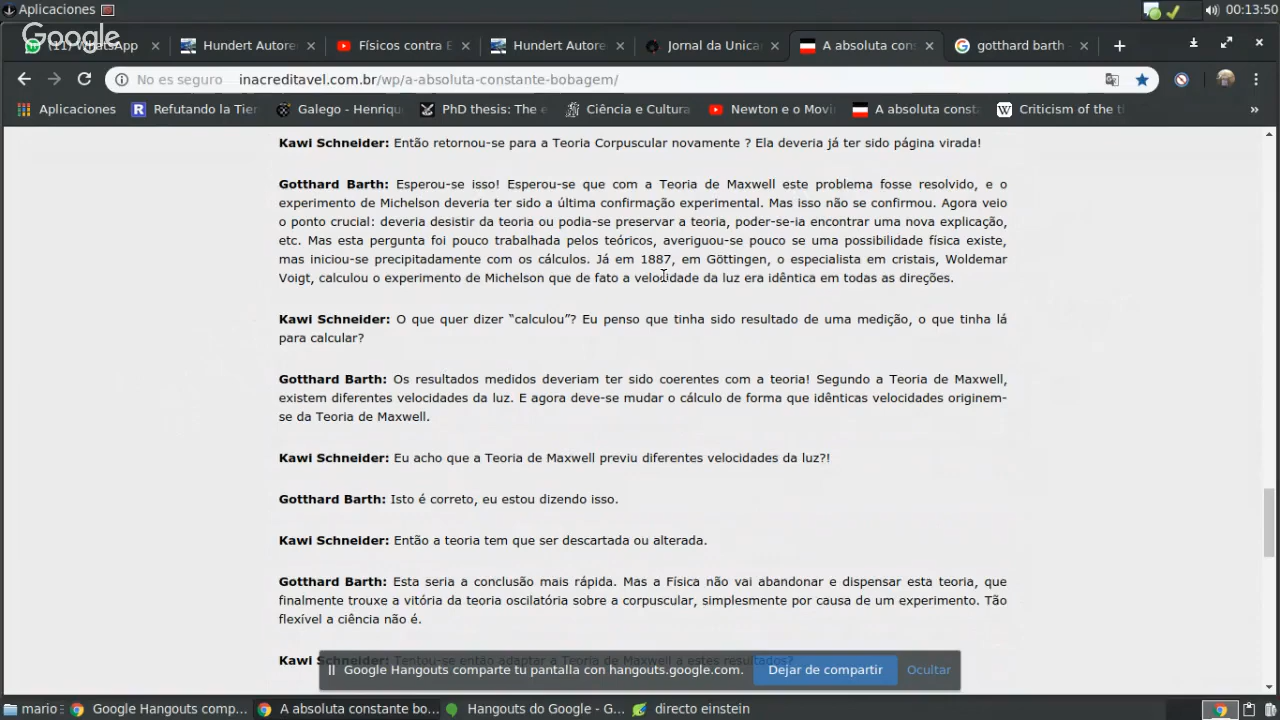 Aplicaciones 00:13:50
Google
(11) WhatsApp × Hundert Autore × Físicos contra E × Hundert Autore × Jornal da Unica × A absoluta cons × gotthard barth - × +
No es seguro inacreditavel.com.br/wp/a-absoluta-constante-bobagem/
Aplicaciones Refutando la Tier Galego - Henriqu PhD thesis: The e Ciência e Cultura Newton e o Movi A absoluta consta Criticism of the t »
Kawi Schneider: Então retornou-se para a Teoria Corpuscular novamente ? Ela deveria já ter sido página virada!
Gotthard Barth: Esperou-se isso! Esperou-se que com a Teoria de Maxwell este problema fosse resolvido, e o
experimento de Michelson deveria ter sido a última confirmação experimental. Mas isso não se confirmou. Agora veio
o ponto crucial: deveria desistir da teoria ou podia-se preservar a teoria, poder-se-ia encontrar uma nova explicação,
etc. Mas esta pergunta foi pouco trabalhada pelos teóricos, averiguou-se pouco se uma possibilidade física existe,
mas iniciou-se precipitadamente com os cálculos. Já em 1887, em Göttingen, o especialista em cristais, Woldemar
Voigt, calculou o experimento de Michelson que de fato a velocidade da luz era idêntica em todas as direções.
Kawi Schneider: O que quer dizer “calculou”? Eu penso que tinha sido resultado de uma medição, o que tinha lá
para calcular?
Gotthard Barth: Os resultados medidos deveriam ter sido coerentes com a teoria! Segundo a Teoria de Maxwell,
existem diferentes velocidades da luz. E agora deve-se mudar o cálculo de forma que idênticas velocidades originem-
se da Teoria de Maxwell.
Kawi Schneider: Eu acho que a Teoria de Maxwell previu diferentes velocidades da luz?!
Gotthard Barth: Isto é correto, eu estou dizendo isso.
Kawi Schneider: Então a teoria tem que ser descartada ou alterada.
Gotthard Barth: Esta seria a conclusão mais rápida. Mas a Física não vai abandonar e dispensar esta teoria, que
finalmente trouxe a vitória da teoria oscilatória sobre a corpuscular, simplesmente por causa de um experimento. Tão
flexível a ciência não é.
Kawi Schneider: Tentou-se então adaptar a Teoria de Maxwell a estes resultados?
Google Hangouts comparte tu pantalla con hangouts.google.com. Dejar de compartir Ocultar
mario Google Hangouts comp... A absoluta constante bo... Hangouts do Google - G... directo einstein